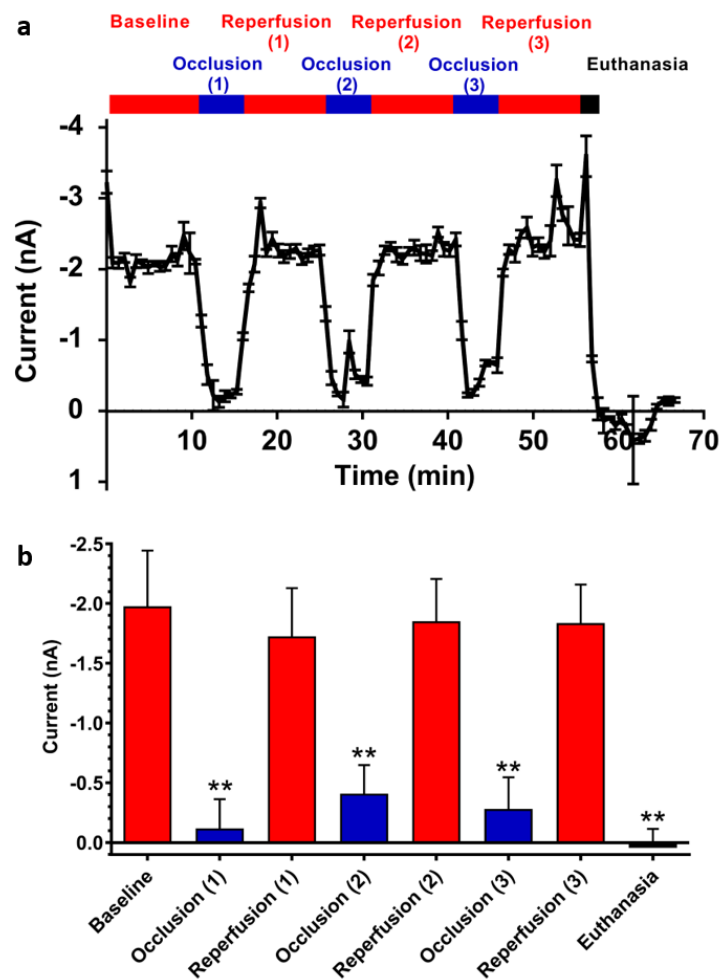 a
Baseline Reperfusion Reperfusion Reperfusion
(1) (2) (3)
Occlusion Occlusion Occlusion Euthanasia
(1) (2) (3)
-4
-3
-2
-1
0
1
Current (nA)
10 20 30 40 50 60 70
Time (min)
b
-2.5
-2.0
-1.5
-1.0
-0.5
0.0
Current (nA)
** ** ** **
Baseline
Occlusion (1)
Reperfusion (1)
Occlusion (2)
Reperfusion (2)
Occlusion (3)
Reperfusion (3)
Euthanasia